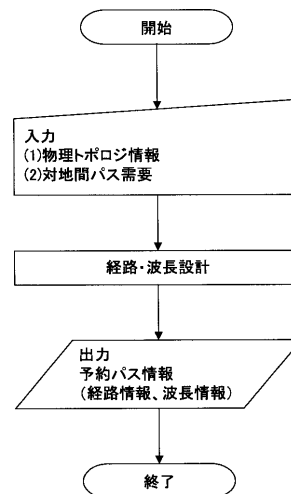 開始
入力
(1)物理トポロジ情報
(2)対地間パス需要
経路・波長設計
出力
予約パス情報
(経路情報、波長情報)
終了